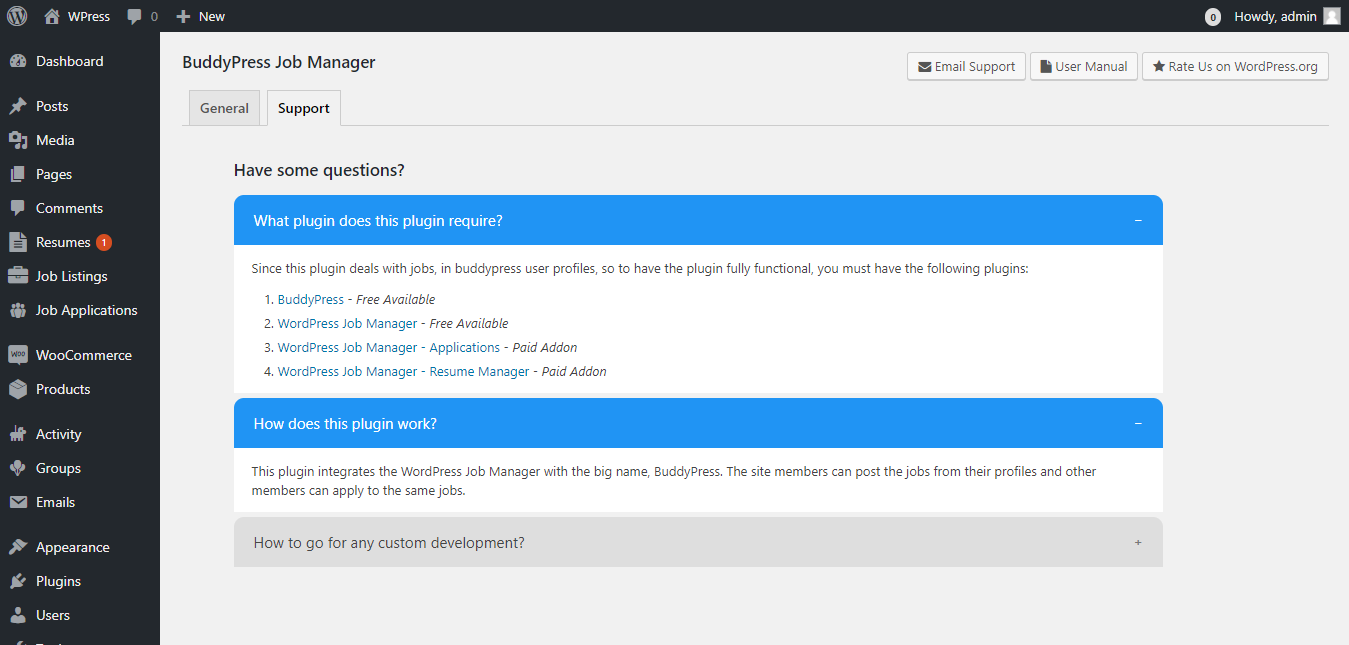 WPress 0 New 0 Howdy, admin
Dashboard
Posts
Media
Pages
Comments
Resumes 1
Job Listings
Job Applications
WOO WooCommerce
Products
Activity
Groups
Emails
Appearance
Plugins
Users
BuddyPress Job Manager
Email Support User Manual Rate Us on WordPress.org
General Support
Have some questions?
What plugin does this plugin require? −
Since this plugin deals with jobs, in buddypress user profiles, so to have the plugin fully functional, you must have the following plugins:
1. BuddyPress - Free Available
2. WordPress Job Manager - Free Available
3. WordPress Job Manager - Applications - Paid Addon
4. WordPress Job Manager - Resume Manager - Paid Addon
How does this plugin work? −
This plugin integrates the WordPress Job Manager with the big name, BuddyPress. The site members can post the jobs from their profiles and other
members can apply to the same jobs.
How to go for any custom development? +